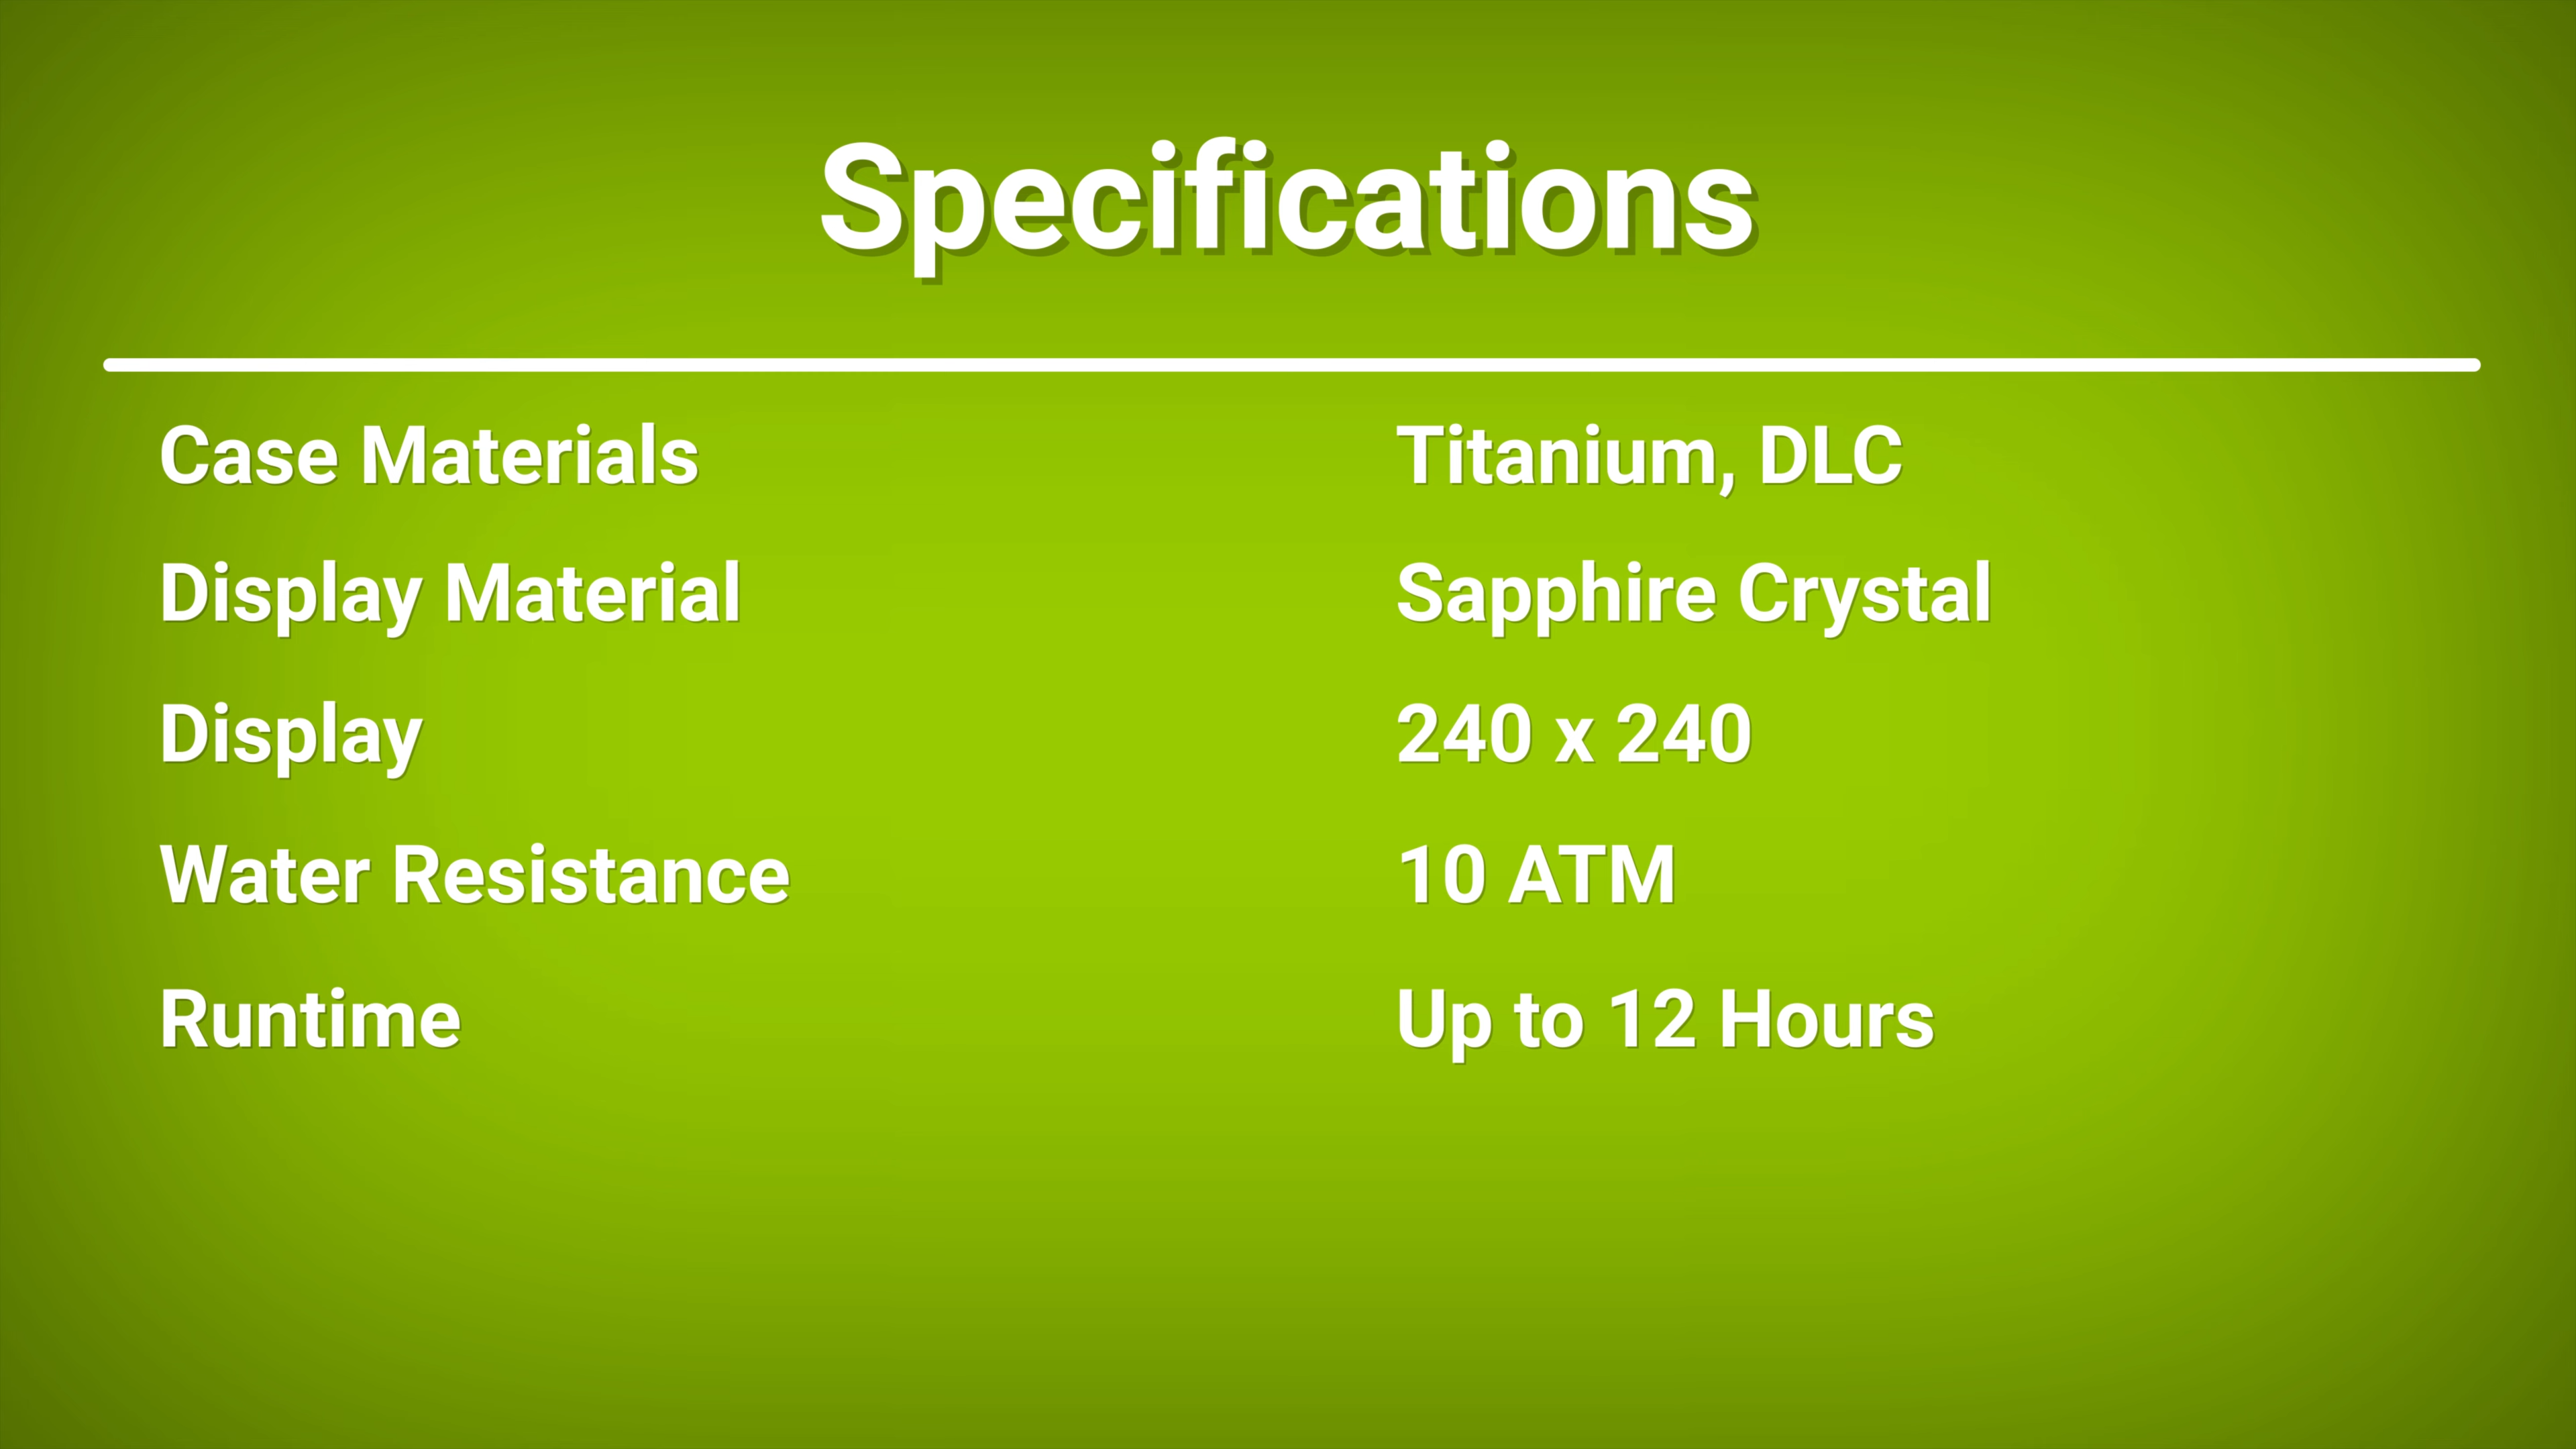 Specifications
Case Materials Titanium, DLC
Display Material Sapphire Crystal
Display 240 x 240
Water Resistance 10 ATM
Runtime Up to 12 Hours